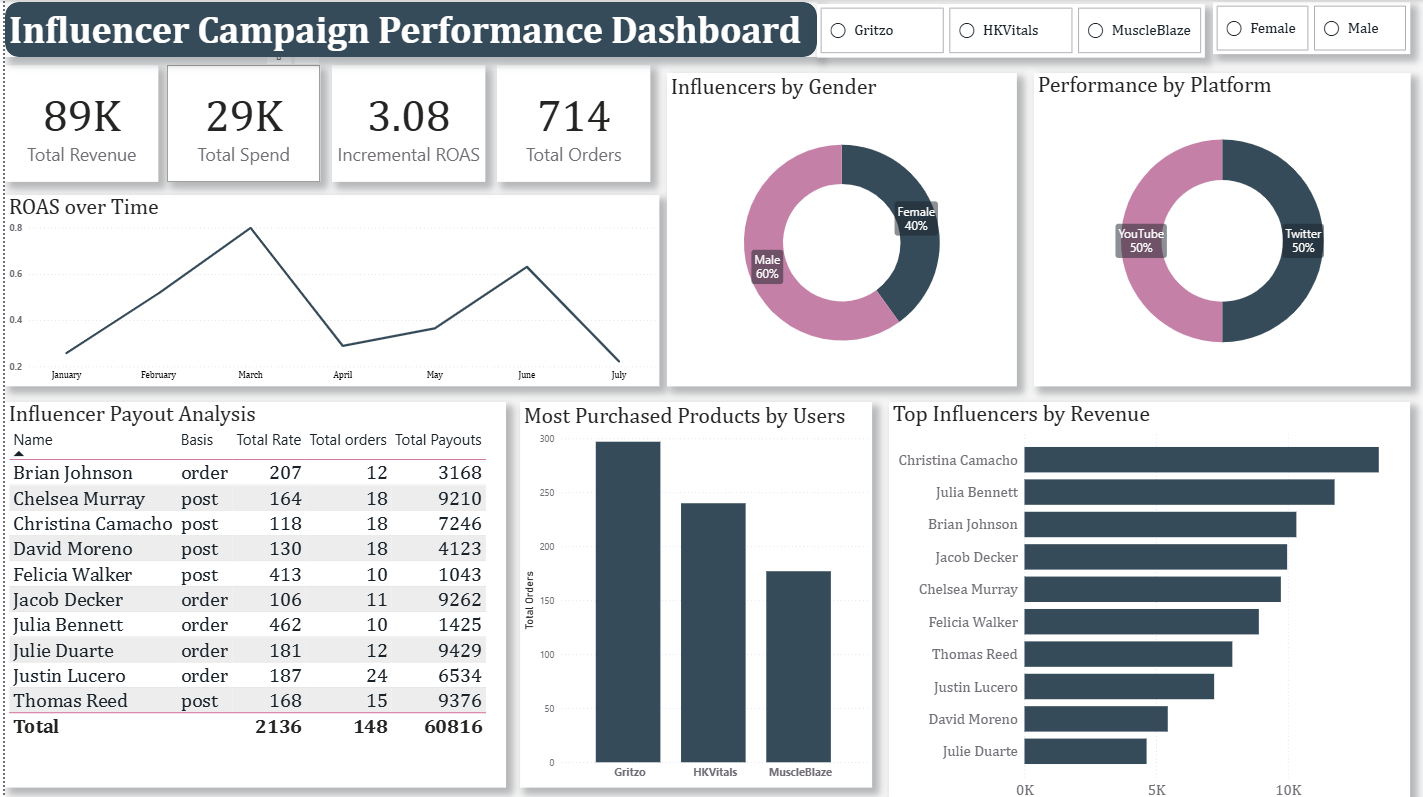 Influencer Campaign Performance Dashboard
Gritzo
HKVitals
MuscleBlaze
Female
Male
89K
Total Revenue
29K
Total Spend
3.08
Incremental ROAS
714
Total Orders
Influencers by Gender
Female
40%
Male
60%
Performance by Platform
YouTube
50%
Twitter
50%
ROAS over Time
0.8
0.6
0.4
0.2
January February March April May June July
Influencer Payout Analysis
Name Basis Total Rate Total orders Total Payouts
Brian Johnson order 207 12 3168
Chelsea Murray post 164 18 9210
Christina Camacho post 118 18 7246
David Moreno post 130 18 4123
Felicia Walker post 413 10 1043
Jacob Decker order 106 11 9262
Julia Bennett order 462 10 1425
Julie Duarte order 181 12 9429
Justin Lucero order 187 24 6534
Thomas Reed post 168 15 9376
Total 2136 148 60816
Most Purchased Products by Users
Total Orders
300
250
200
150
100
50
0
Gritzo HKVitals MuscleBlaze
Top Influencers by Revenue
Christina Camacho
Julia Bennett
Brian Johnson
Jacob Decker
Chelsea Murray
Felicia Walker
Thomas Reed
Justin Lucero
David Moreno
Julie Duarte
0K 5K 10K